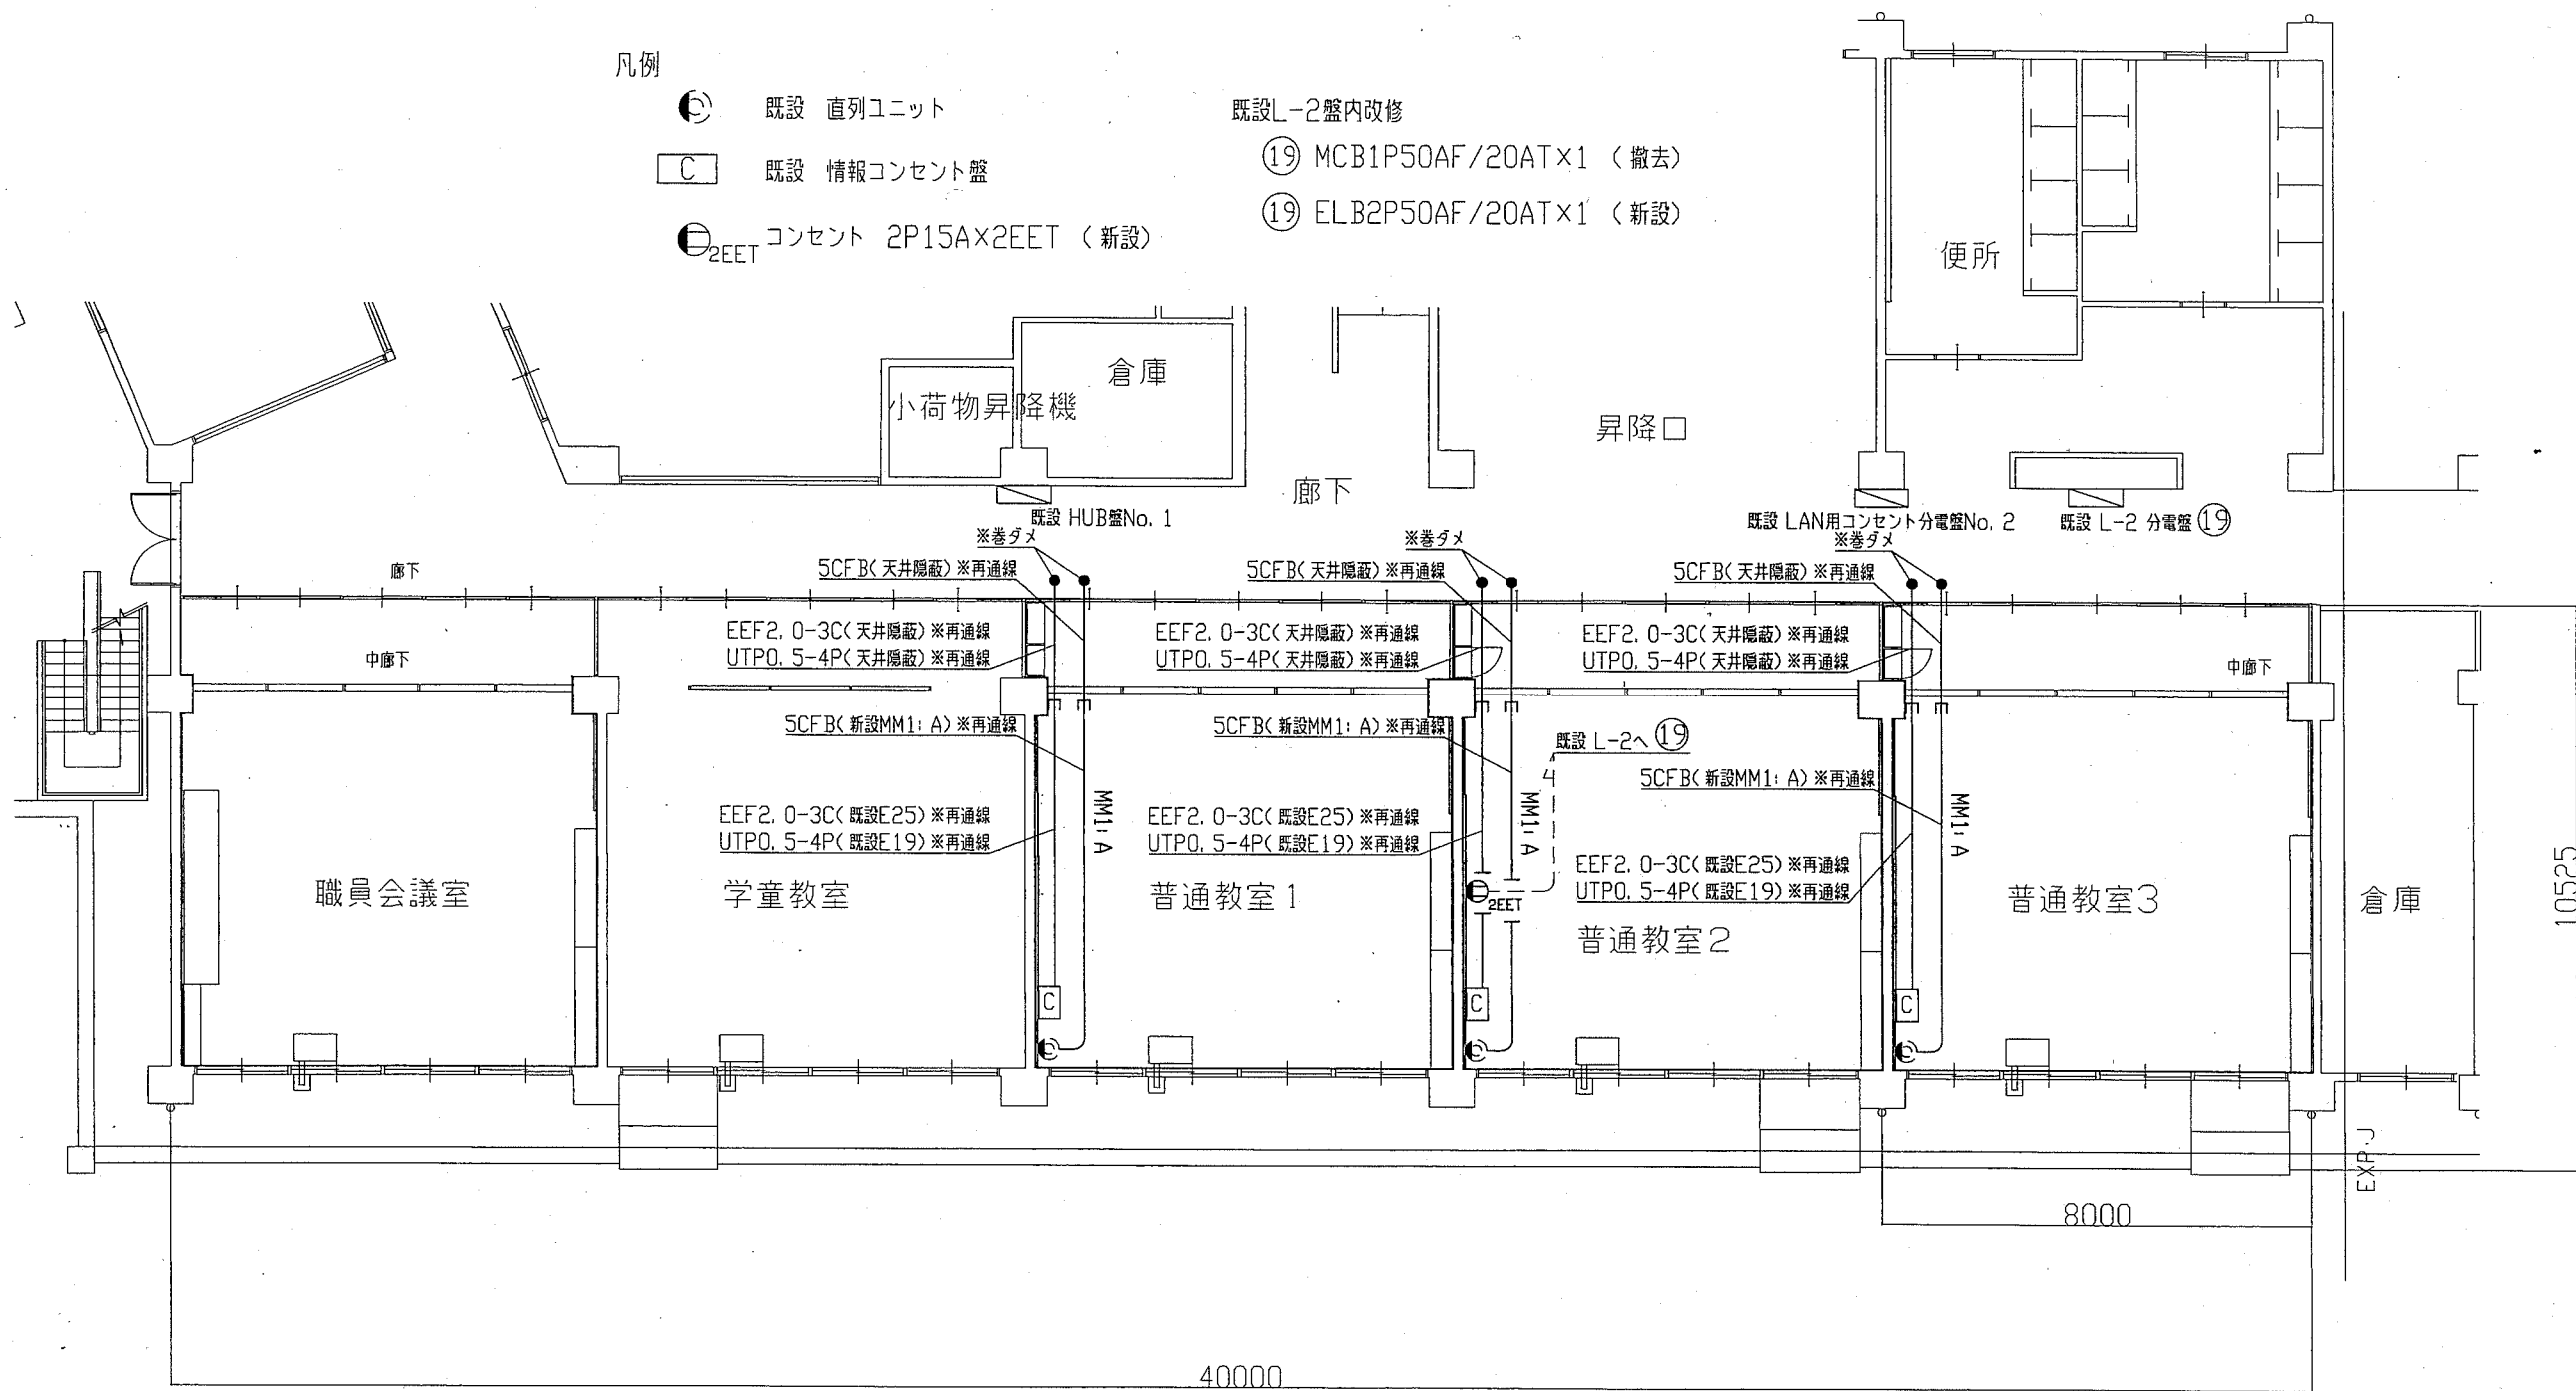 凡例
既設 直列ユニット
C 既設 情報コンセント盤
2EET コンセント 2P15A×2EET (新設)
既設L-2盤内改修
⑲ MCB1P50AF/20AT×1 (撤去)
⑲ ELB2P50AF/20AT×1 (新設)
便所
倉庫
小荷物昇降機
昇降口
廊下
既設 HUB盤No. 1
既設 LAN用コンセント分電盤No. 2
既設 L-2 分電盤 ⑲
※巻ダメ
※巻ダメ
※巻ダメ
5CFB(天井隠蔽)※再通線
5CFB(天井隠蔽)※再通線
5CFB(天井隠蔽)※再通線
廊下
EEF2. 0-3C(天井隠蔽)※再通線
UTP0. 5-4P(天井隠蔽)※再通線
EEF2. 0-3C(天井隠蔽)※再通線
UTP0. 5-4P(天井隠蔽)※再通線
EEF2. 0-3C(天井隠蔽)※再通線
UTP0. 5-4P(天井隠蔽)※再通線
中廊下
中廊下
5CFB(新設MM1: A)※再通線
5CFB(新設MM1: A)※再通線
既設 L-2へ ⑲
5CFB(新設MM1: A)※再通線
MM1: A
MM1: A
MM1: A
EEF2. 0-3C(既設E25)※再通線
UTP0. 5-4P(既設E19)※再通線
EEF2. 0-3C(既設E25)※再通線
UTP0. 5-4P(既設E19)※再通線
EEF2. 0-3C(既設E25)※再通線
UTP0. 5-4P(既設E19)※再通線
2EET
職員会議室
学童教室
普通教室1
普通教室2
普通教室3
倉庫
C
C
C
10525
EXP.J
8000
40000